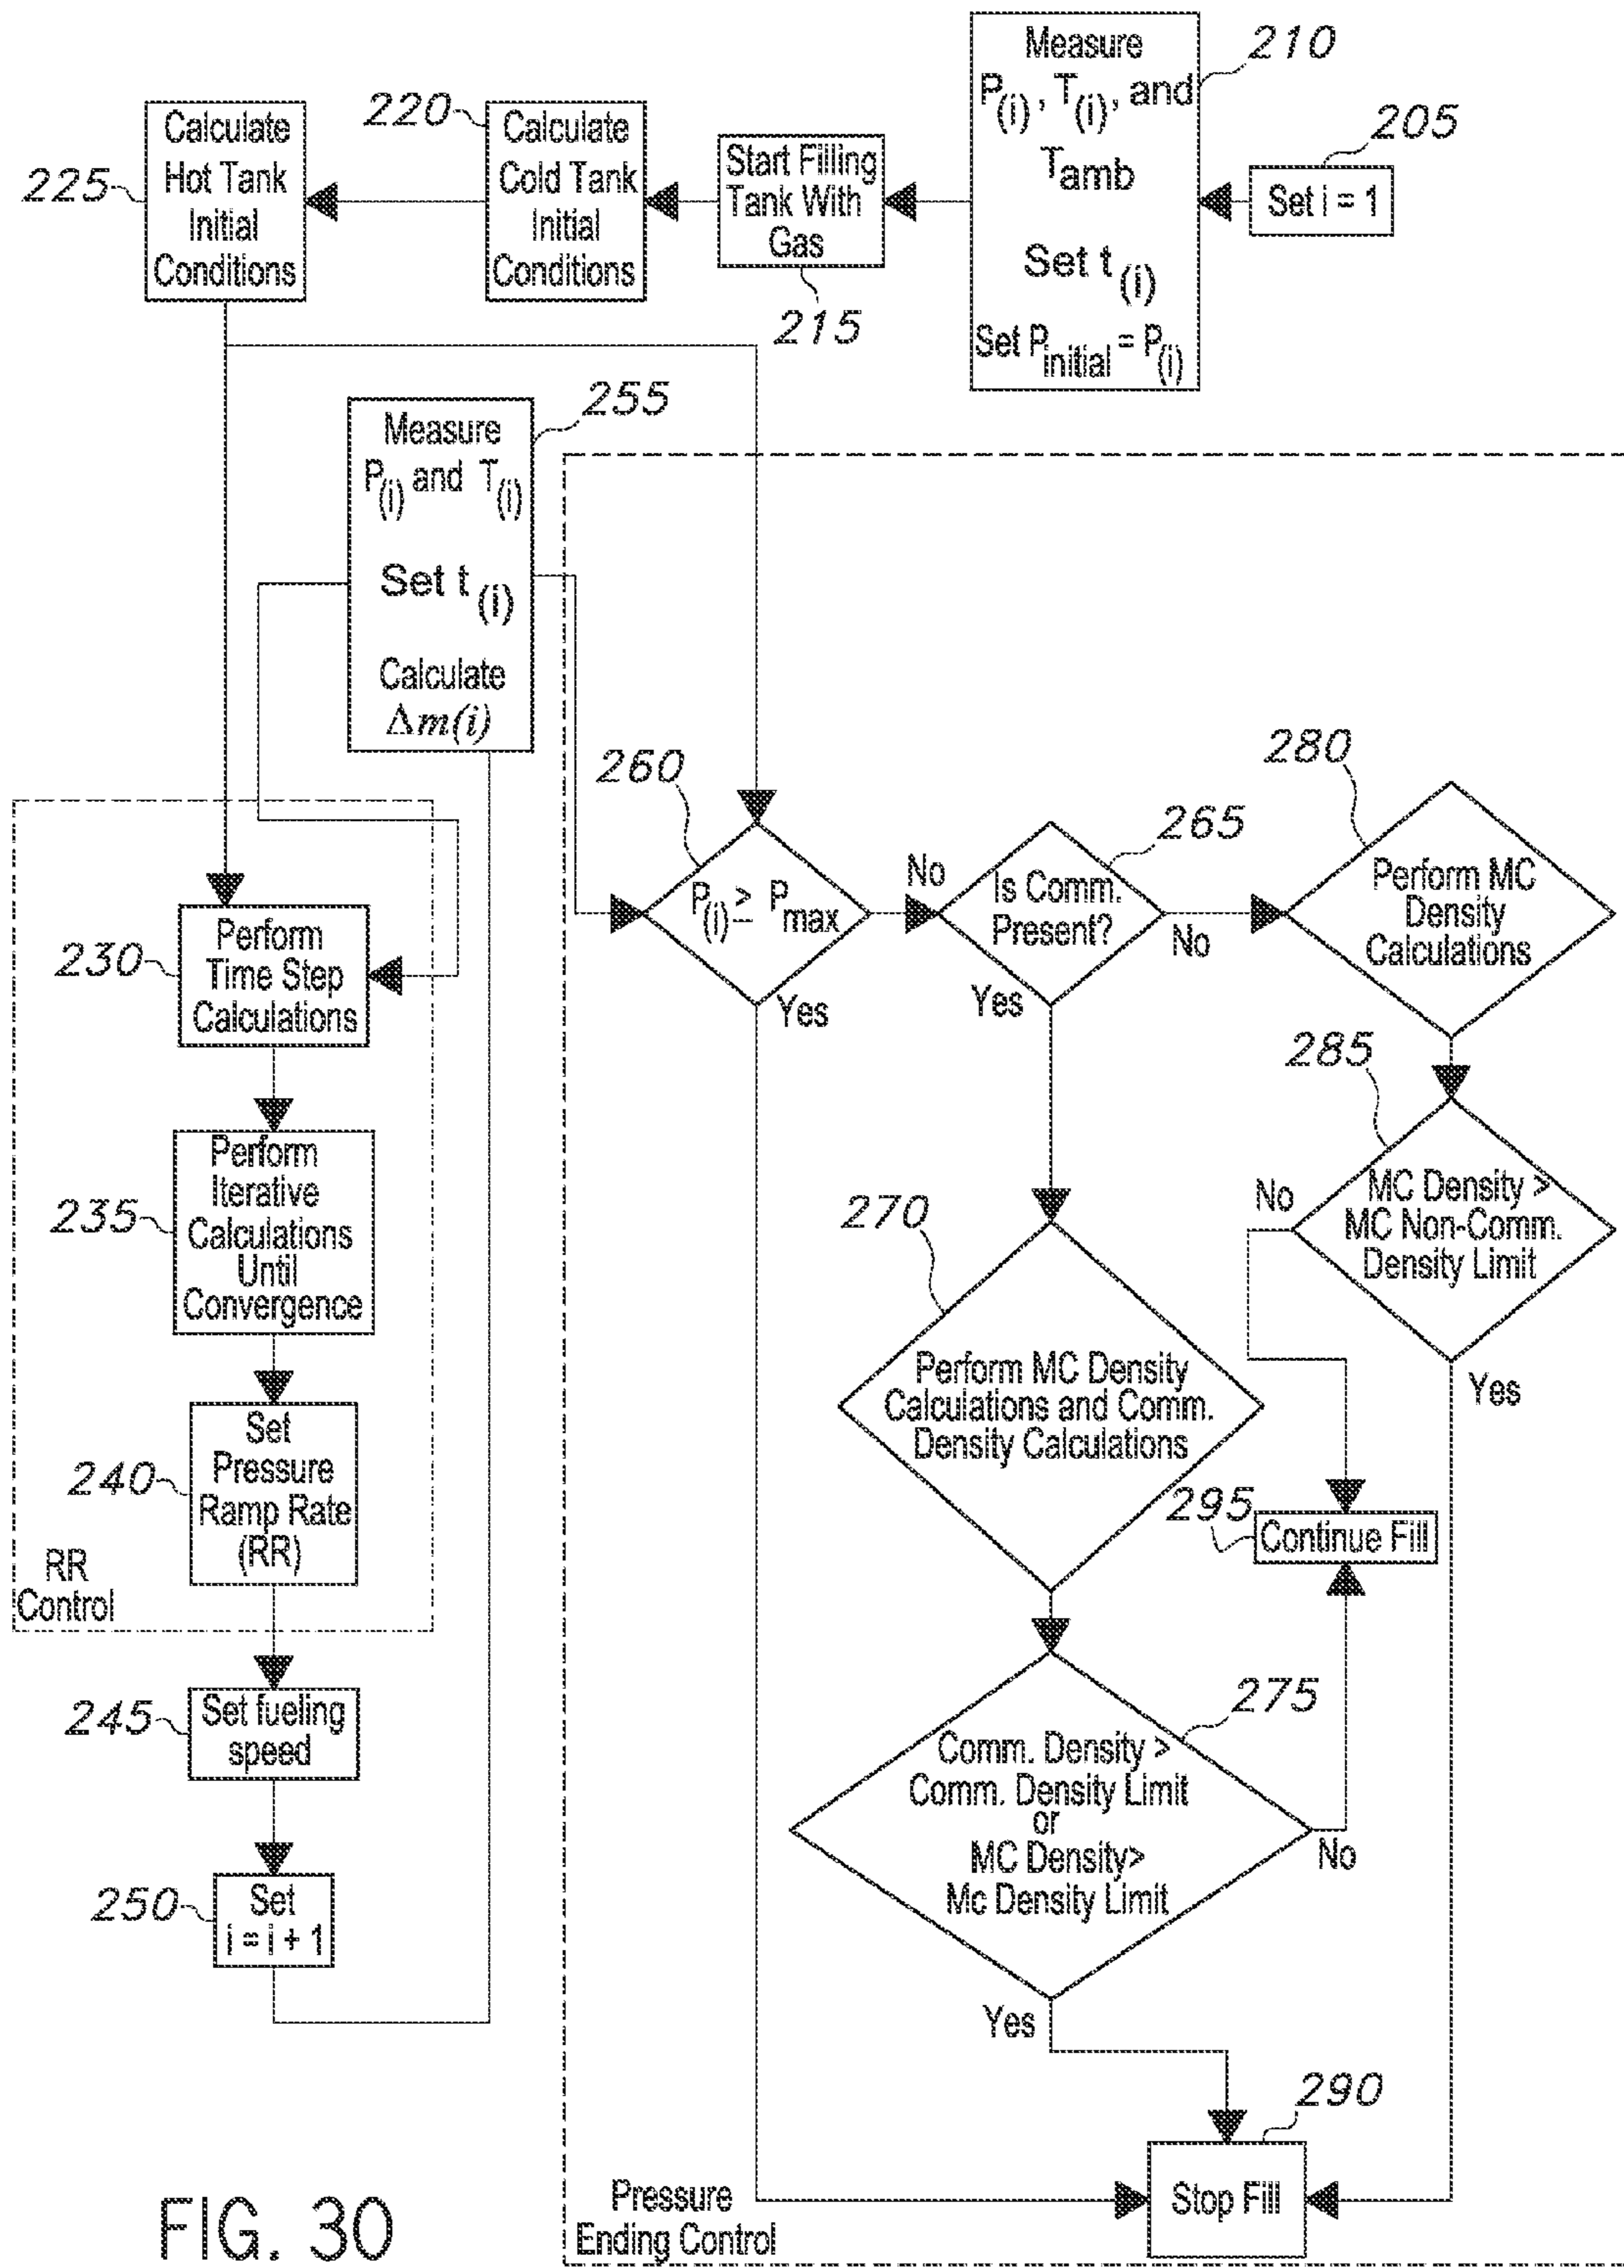 Measure
P(i), T(i), and
Tamb
Set t(i)
Set Pinitial = P(i)
210
205
Set i = 1
Start Filling
Tank With
Gas
215
220
Calculate
Cold Tank
Initial
Conditions
225
Calculate
Hot Tank
Initial
Conditions
255
Measure
P(i) and T(i)
Set t(i)
Calculate
Δm(i)
230
Perform
Time Step
Calculations
235
Perform
Iterative
Calculations
Until
Convergence
240
Set
Pressure
Ramp Rate
(RR)
RR
Control
245
Set fueling
speed
250
Set
i = i + 1
260
P(i) ≥ Pmax
No
Yes
265
Is Comm.
Present?
No
Yes
280
Perform MC
Density
Calculations
285
MC Density >
MC Non-Comm.
Density Limit
No
Yes
270
Perform MC Density
Calculations and Comm.
Density Calculations
295
Continue Fill
275
Comm. Density >
Comm. Density Limit
or
MC Density>
Mc Density Limit
No
Yes
290
Stop Fill
Pressure
Ending Control
FIG. 30